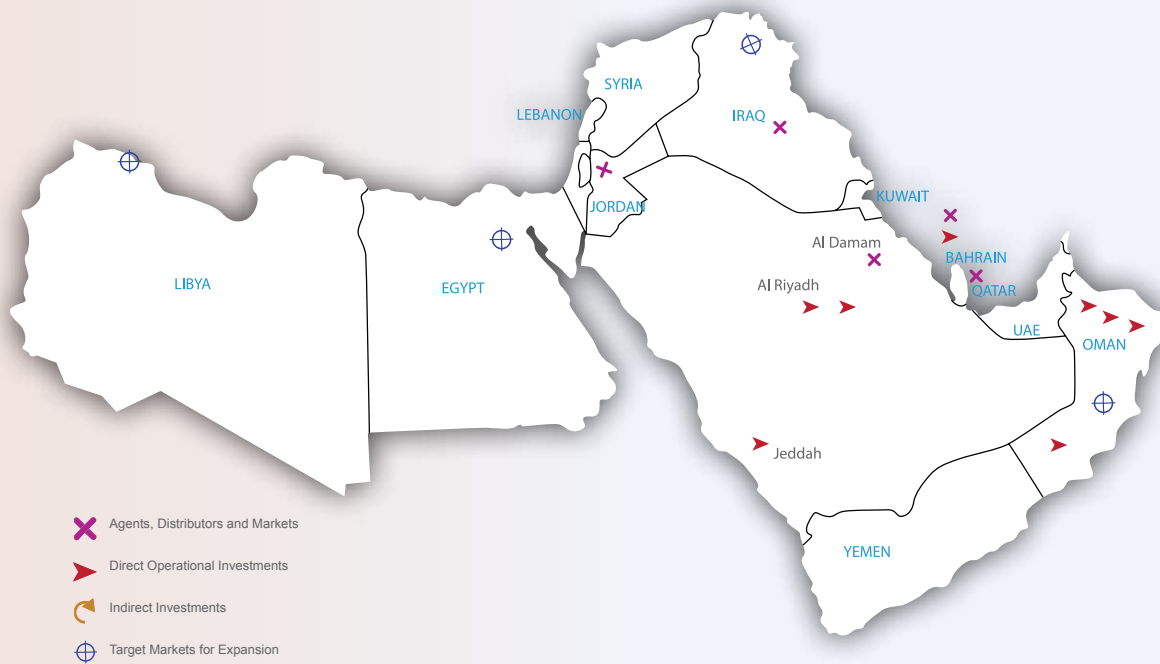 SYRIA
LEBANON
IRAQ
JORDAN
KUWAIT
Al Damam
BAHRAIN
LIBYA
EGYPT
Al Riyadh
QATAR
UAE
OMAN
Jeddah
YEMEN
Agents, Distributors and Markets
Direct Operational Investments
Indirect Investments
Target Markets for Expansion